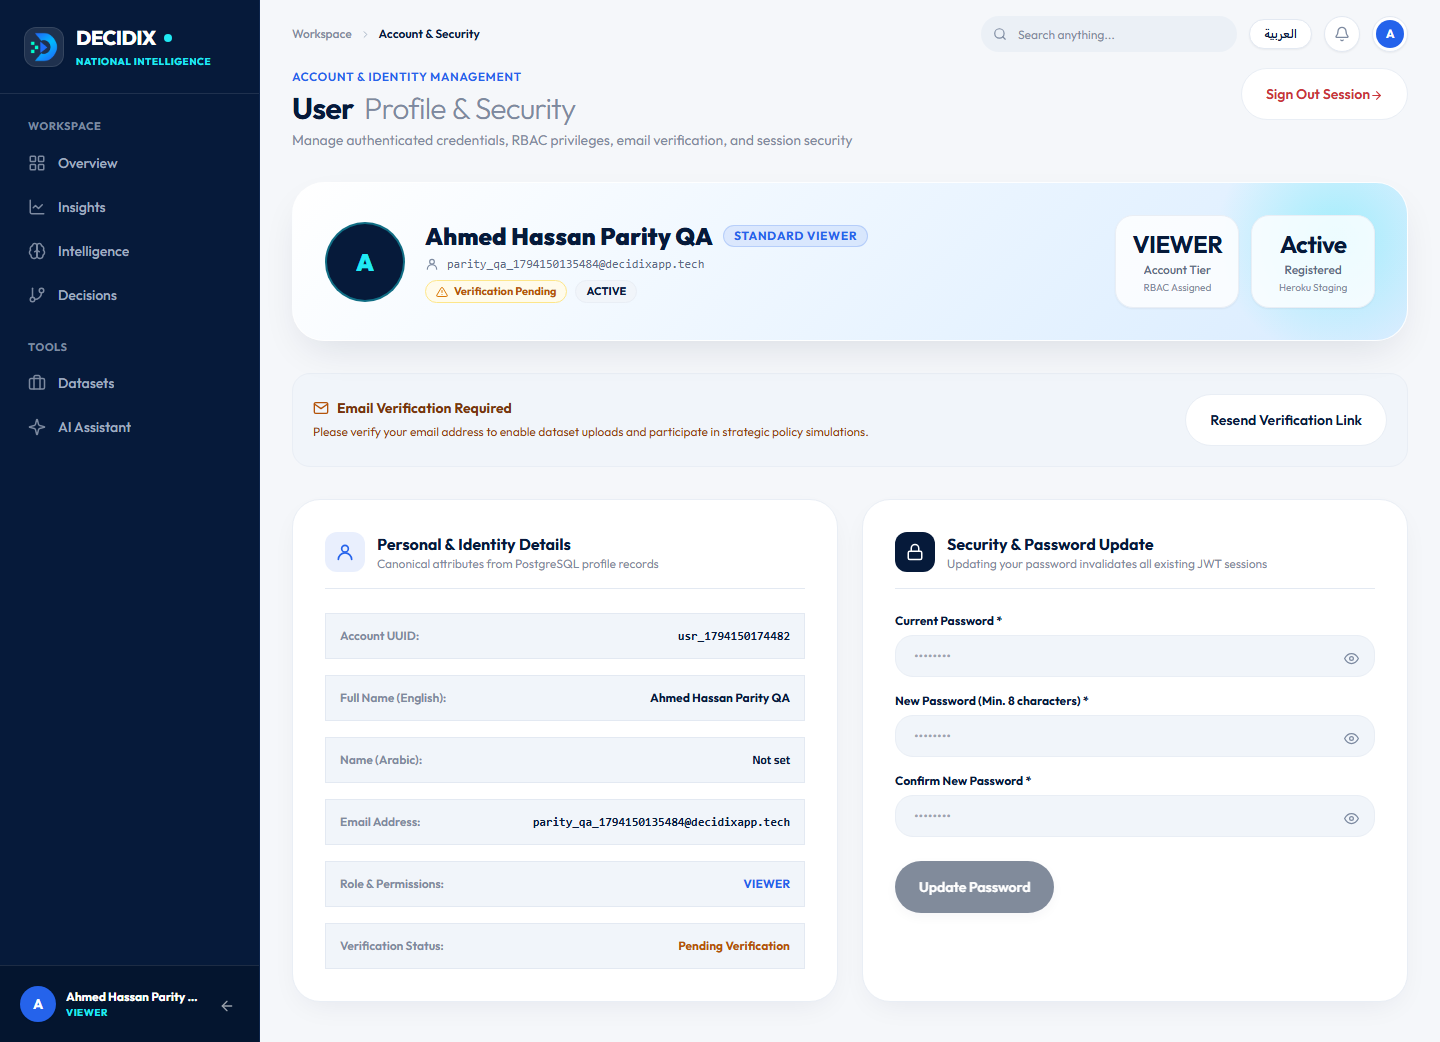 DECIDIX
NATIONAL INTELLIGENCE
WORKSPACE
Overview
Insights
Intelligence
Decisions
TOOLS
Datasets
AI Assistant
A
Ahmed Hassan Parity ...
VIEWER
Workspace > Account & Security
Search anything...
العربية
A
ACCOUNT & IDENTITY MANAGEMENT
User Profile & Security
Manage authenticated credentials, RBAC privileges, email verification, and session security
Sign Out Session
A
Ahmed Hassan Parity QA STANDARD VIEWER
parity_qa_1794150135484@decidixapp.tech
Verification Pending ACTIVE
VIEWER
Account Tier
RBAC Assigned
Active
Registered
Heroku Staging
Email Verification Required
Please verify your email address to enable dataset uploads and participate in strategic policy simulations.
Resend Verification Link
Personal & Identity Details
Canonical attributes from PostgreSQL profile records
Account UUID: usr_1794150174482
Full Name (English): Ahmed Hassan Parity QA
Name (Arabic): Not set
Email Address: parity_qa_1794150135484@decidixapp.tech
Role & Permissions: VIEWER
Verification Status: Pending Verification
Security & Password Update
Updating your password invalidates all existing JWT sessions
Current Password *
••••••••
New Password (Min. 8 characters) *
••••••••
Confirm New Password *
••••••••
Update Password